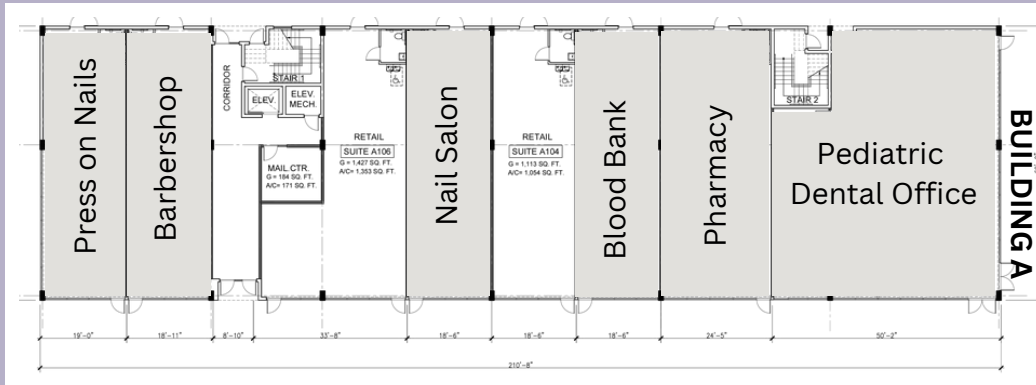 Press on Nails
Barbershop
CORRIDOR
STAIR 1
ELEV.
ELEV.
MECH.
MAIL CTR.
G = 184 SQ. FT.
A/C= 171 SQ. FT.
RETAIL
SUITE A106
G = 1,427 SQ. FT.
A/C= 1,353 SQ. FT.
Nail Salon
RETAIL
SUITE A104
G = 1,113 SQ. FT.
A/C= 1,054 SQ. FT.
Blood Bank
Pharmacy
STAIR 2
Pediatric
Dental Office
BUILDING A
19'-0"
18'-11"
8'-10"
33'-8"
18'-6"
18'-6"
18'-6"
24'-5"
50'-2"
210'-8"